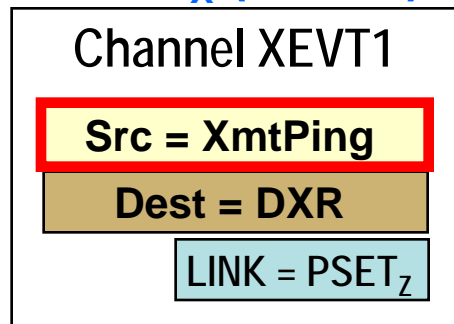 Channel XEVT1
Src = XmtPing
Dest = DXR
LINK = PSETz